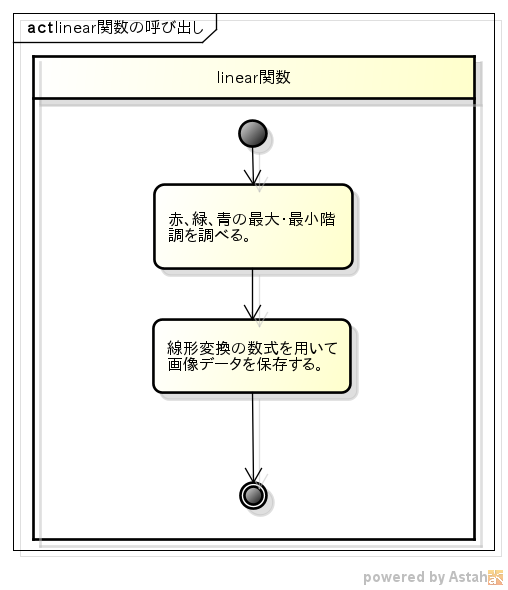 act linear関数の呼び出し
linear関数
赤、緑、青の最大・最小階
調を調べる。
線形変換の数式を用いて
画像データを保存する。
powered by Astah